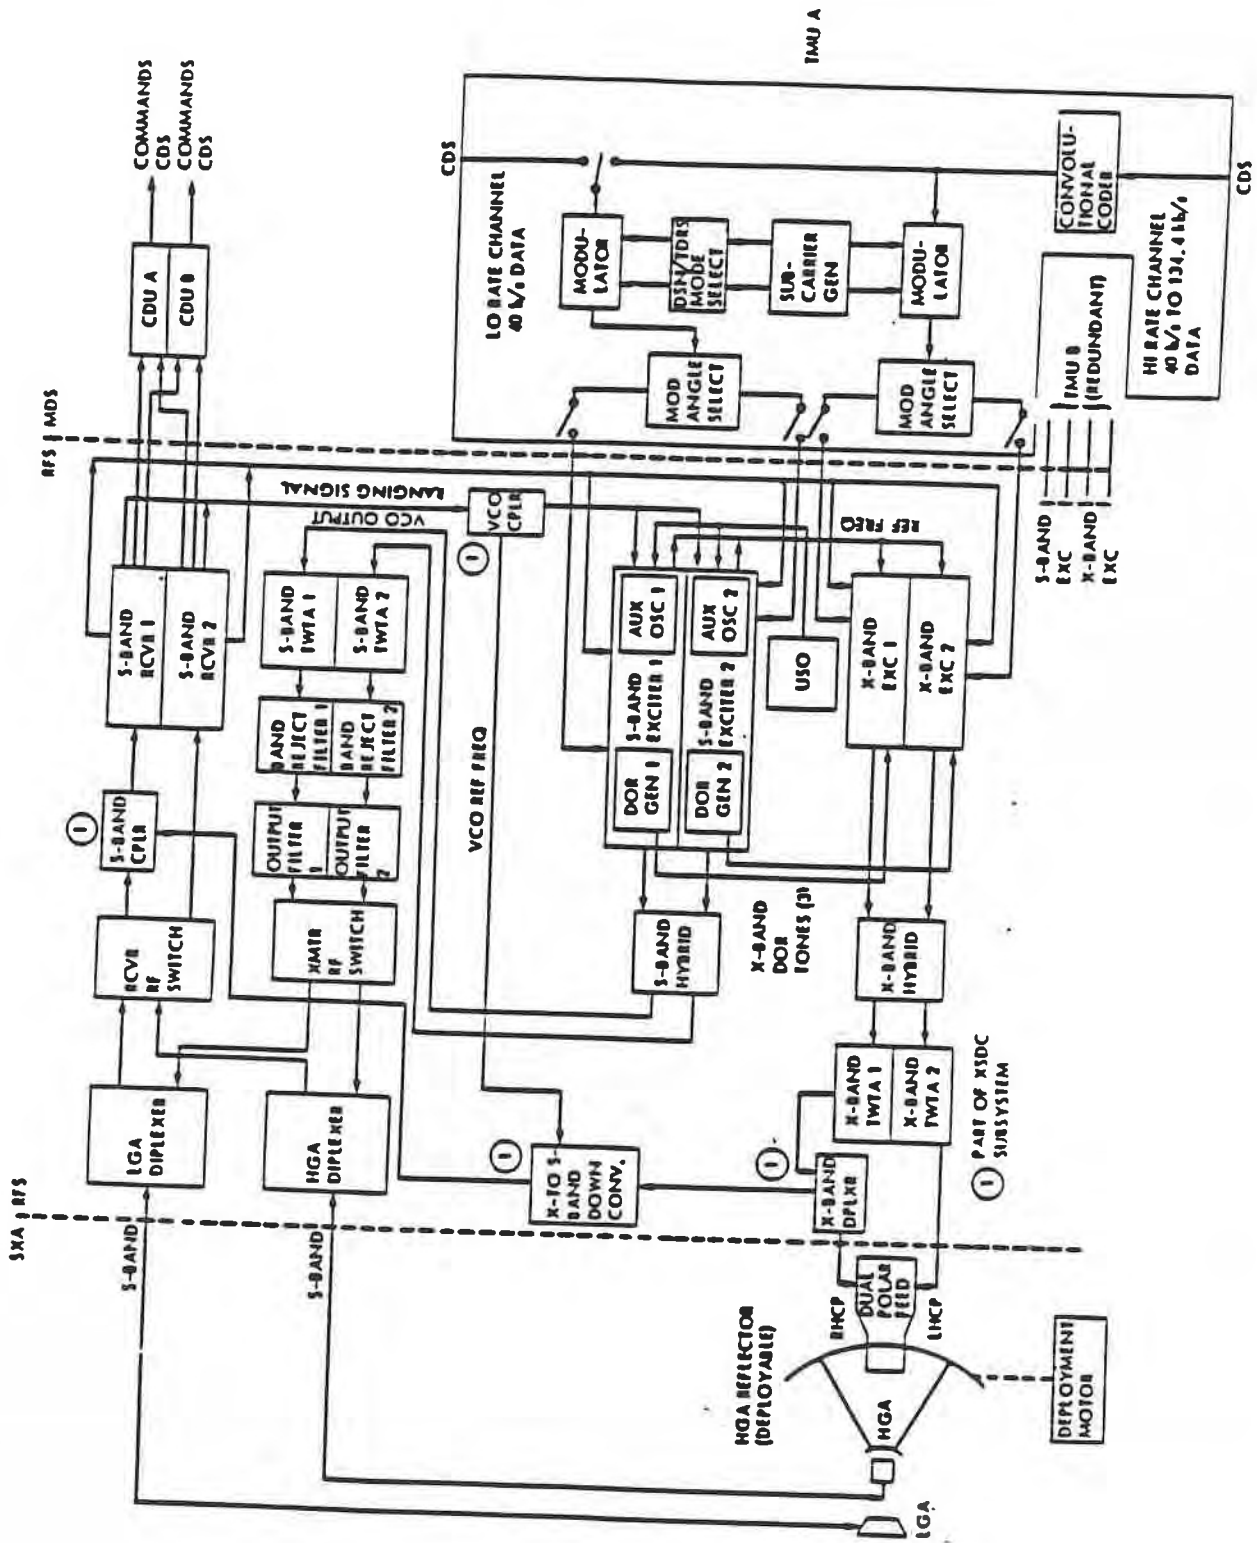 SXA
RFS
RFS
MDS
S-BAND
LGA
DIPLEXER
S-BAND
HGA
DIPLEXER
RCVR
RF
SWITCH
S-BAND
CPLR
1
S-BAND
RCVR 1
S-BAND
RCVR 2
CDU A
CDU B
COMMANDS
CDS
COMMANDS
CDS
XMTR
RF
SWITCH
OUTPUT
FILTER
1
OUTPUT
FILTER
2
BAND
REJECT
FILTER 1
BAND
REJECT
FILTER 2
S-BAND
TWTA 1
S-BAND
TWTA 2
VCO OUTPUT
RANGING SIGNAL
VCO
CPLR
1
VCO REF FREQ
X-TO S-
BAND
DOWN
CONV.
1
S-BAND
HYBRID
DOR
GEN 1
S-BAND
EXCITER 1
AUX
OSC 1
DOR
GEN 2
S-BAND
EXCITER 2
AUX
OSC 2
X-BAND
DOR
TONES (3)
USO
REF FREQ
X-BAND
DPLXR
1
X-BAND
TWTA 1
X-BAND
TWTA 2
X-BAND
HYBRID
X-BAND
EXC 1
X-BAND
EXC 2
1
PART OF XSDC
SUBSYSTEM
LGA
HGA
HGA REFLECTOR
(DEPLOYABLE)
RHCP
DUAL
POLAR
FEED
LHCP
DEPLOYMENT
MOTOR
TMU A
CDS
LO RATE CHANNEL
40 b/s DATA
MODU-
LATOR
DSN/TDRS
MODE
SELECT
SUB-
CARRIER
GEN
MODU-
LATOR
CONVOLU-
TIONAL
CODER
CDS
MOD
ANGLE
SELECT
MOD
ANGLE
SELECT
S-BAND
EXC
X-BAND
EXC
TMU B
(REDUNDANT)
HI RATE CHANNEL
40 b/s TO 134.4 kb/s
DATA